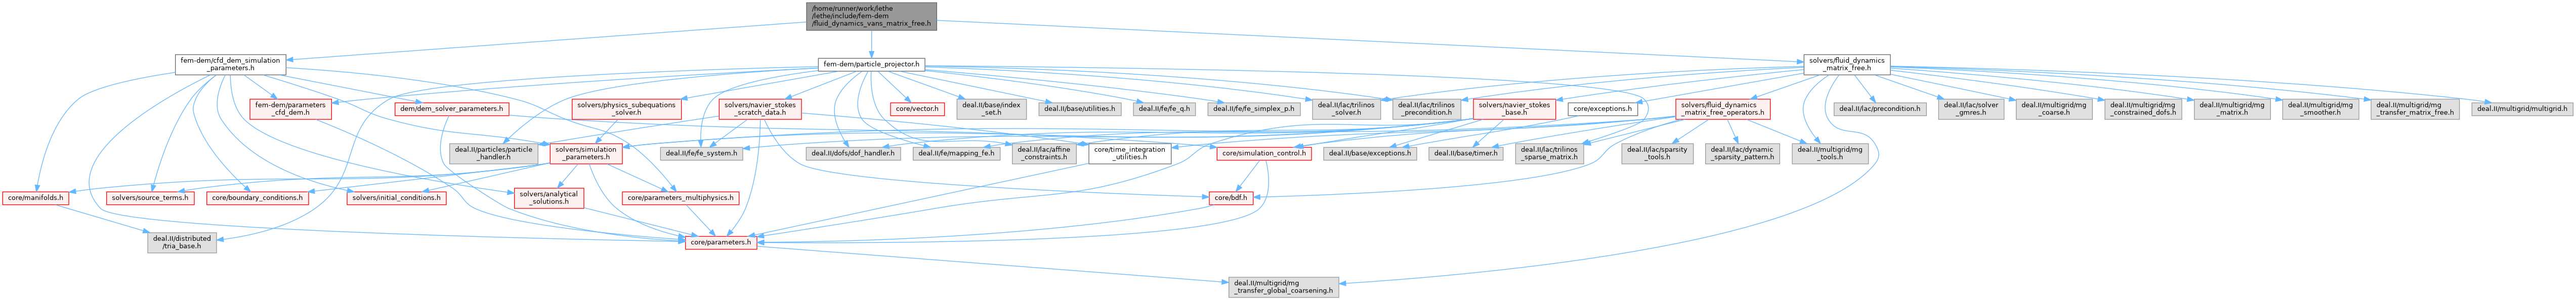 /home/runner/work/lethe
/lethe/include/fem-dem
/fluid_dynamics_vans_matrix_free.h
fem-dem/cfd_dem_simulation
_parameters.h
fem-dem/particle_projector.h
solvers/fluid_dynamics
_matrix_free.h
fem-dem/parameters
_cfd_dem.h
dem/dem_solver_parameters.h
solvers/physics_subequations
_solver.h
solvers/navier_stokes
_scratch_data.h
core/vector.h
deal.II/base/index
_set.h
deal.II/base/utilities.h
deal.II/fe/fe_q.h
deal.II/fe/fe_simplex_p.h
deal.II/lac/trilinos
_solver.h
deal.II/lac/trilinos
_precondition.h
solvers/navier_stokes
_base.h
core/exceptions.h
solvers/fluid_dynamics
_matrix_free_operators.h
deal.II/lac/precondition.h
deal.II/lac/solver
_gmres.h
deal.II/multigrid/mg
_coarse.h
deal.II/multigrid/mg
_constrained_dofs.h
deal.II/multigrid/mg
_matrix.h
deal.II/multigrid/mg
_smoother.h
deal.II/multigrid/mg
_transfer_matrix_free.h
deal.II/multigrid/multigrid.h
deal.II/particles/particle
_handler.h
solvers/simulation
_parameters.h
deal.II/fe/fe_system.h
deal.II/dofs/dof_handler.h
deal.II/fe/mapping_fe.h
deal.II/lac/affine
_constraints.h
core/time_integration
_utilities.h
core/simulation_control.h
deal.II/base/exceptions.h
deal.II/base/timer.h
deal.II/lac/trilinos
_sparse_matrix.h
deal.II/lac/sparsity
_tools.h
deal.II/lac/dynamic
_sparsity_pattern.h
deal.II/multigrid/mg
_tools.h
core/manifolds.h
solvers/source_terms.h
core/boundary_conditions.h
solvers/initial_conditions.h
solvers/analytical
_solutions.h
core/parameters_multiphysics.h
core/bdf.h
deal.II/distributed
/tria_base.h
core/parameters.h
deal.II/multigrid/mg
_transfer_global_coarsening.h